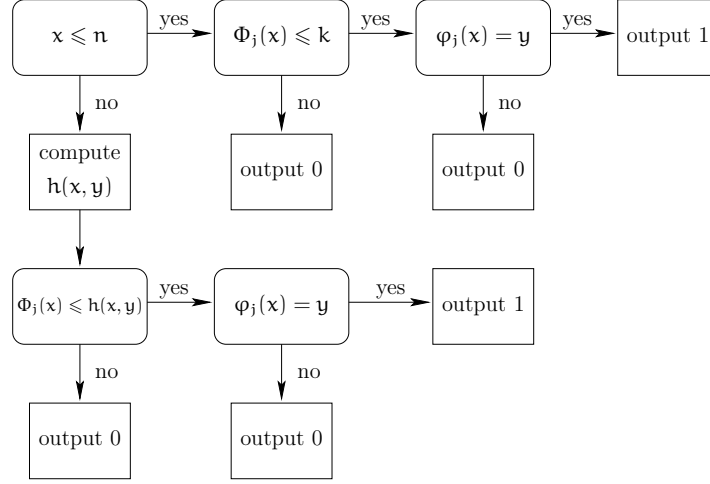 x ⩽ n
yes
Φj(x) ⩽ k
yes
φj(x) = y
yes
output 1
no
no
no
compute
h(x, y)
output 0
output 0
Φj(x) ⩽ h(x, y)
yes
φj(x) = y
yes
output 1
no
no
output 0
output 0